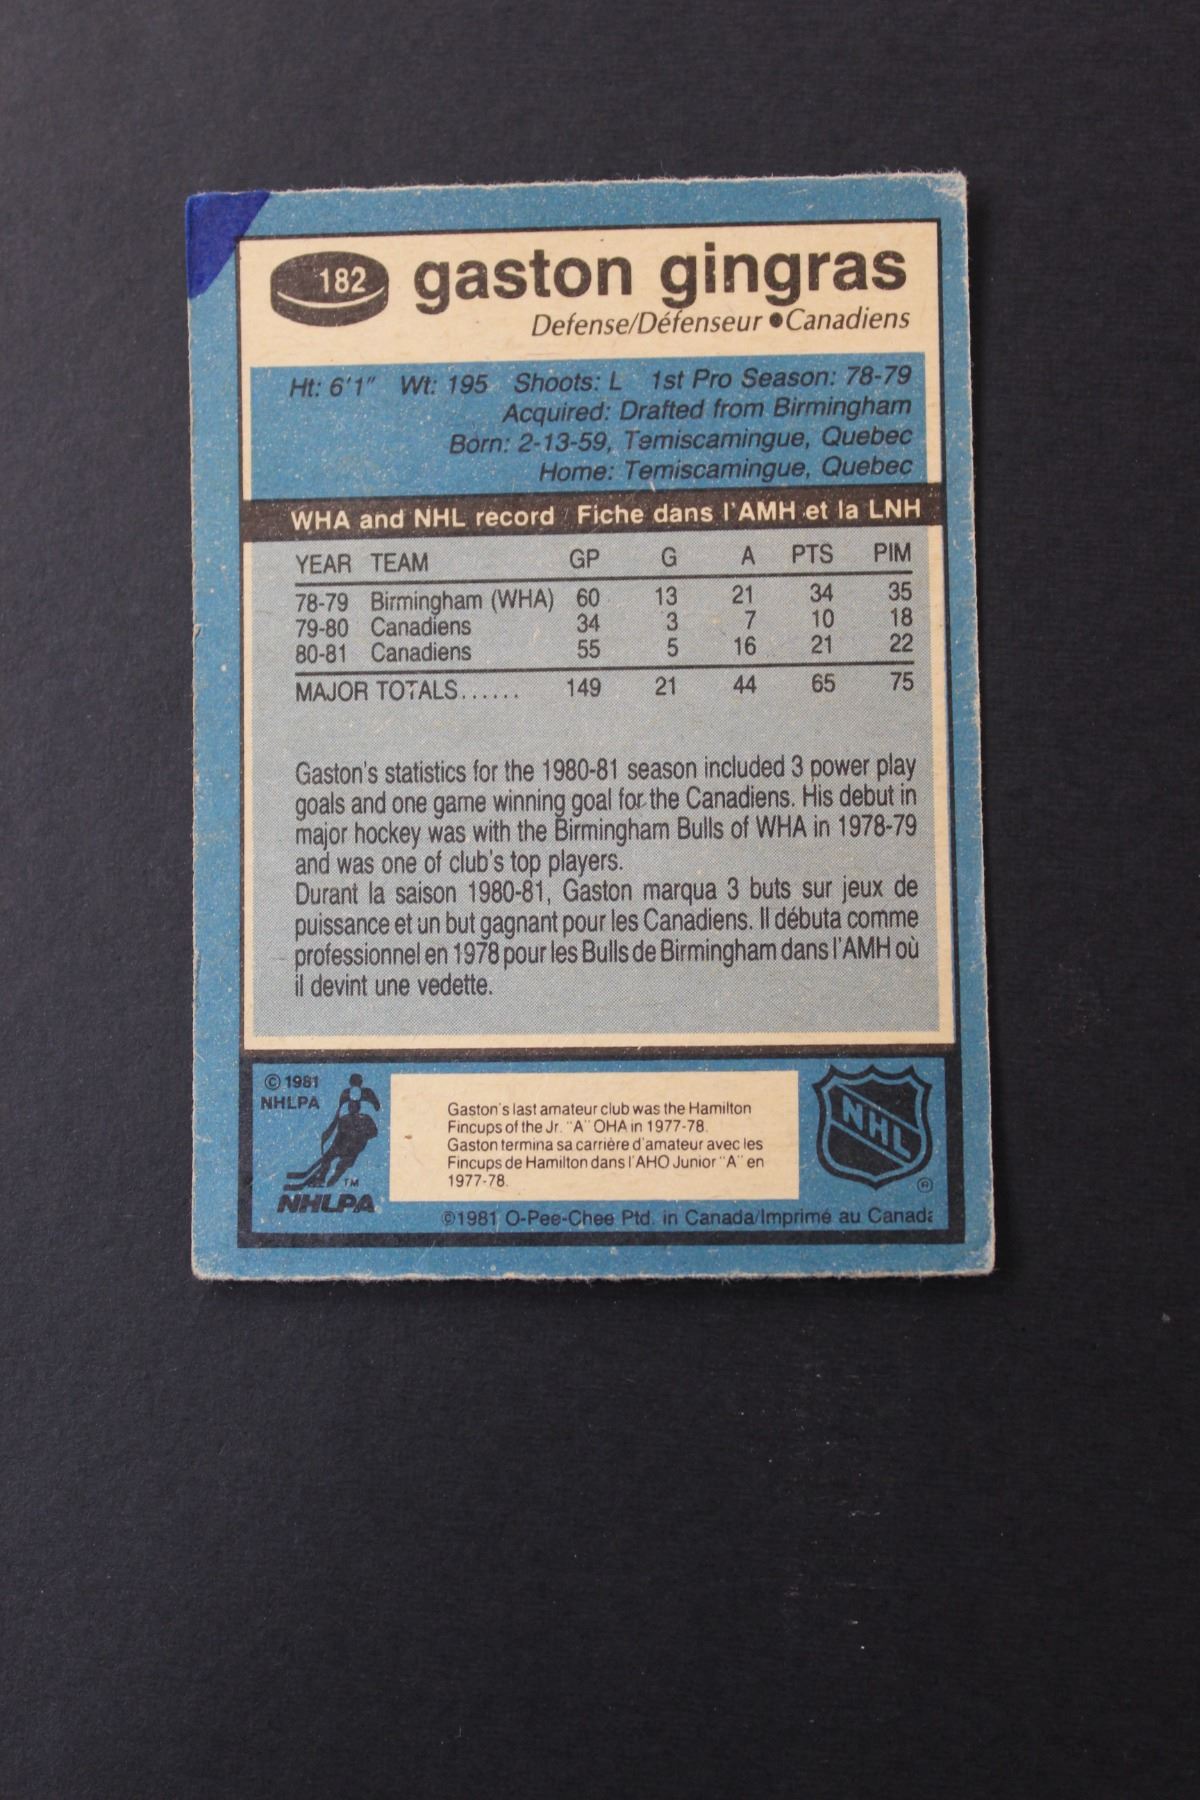 182 gaston gingras
Defense/Défenseur ●Canadiens
Ht: 6'1" Wt: 195 Shoots: L 1st Pro Season: 78-79
Acquired: Drafted from Birmingham
Born: 2-13-59, Temiscamingue, Quebec
Home: Temiscamingue, Quebec
WHA and NHL record / Fiche dans l'AMH et la LNH
YEAR TEAM GP G A PTS PIM
78-79 Birmingham (WHA) 60 13 21 34 35
79-80 Canadiens 34 3 7 10 18
80-81 Canadiens 55 5 16 21 22
MAJOR TOTALS...... 149 21 44 65 75
Gaston's statistics for the 1980-81 season included 3 power play
goals and one game winning goal for the Canadiens. His debut in
major hockey was with the Birmingham Bulls of WHA in 1978-79
and was one of club's top players.
Durant la saison 1980-81, Gaston marqua 3 buts sur jeux de
puissance et un but gagnant pour les Canadiens. Il débuta comme
professionnel en 1978 pour les Bulls de Birmingham dans l'AMH où
il devint une vedette.
© 1981
NHLPA
TM
NHLPA
Gaston's last amateur club was the Hamilton
Fincups of the Jr. "A" OHA in 1977-78.
Gaston termina sa carrière d'amateur avec les
Fincups de Hamilton dans l'AHO Junior "A" en
1977-78.
NHL
®
©1981 O-Pee-Chee Ptd. in Canada/Imprimé au Canada